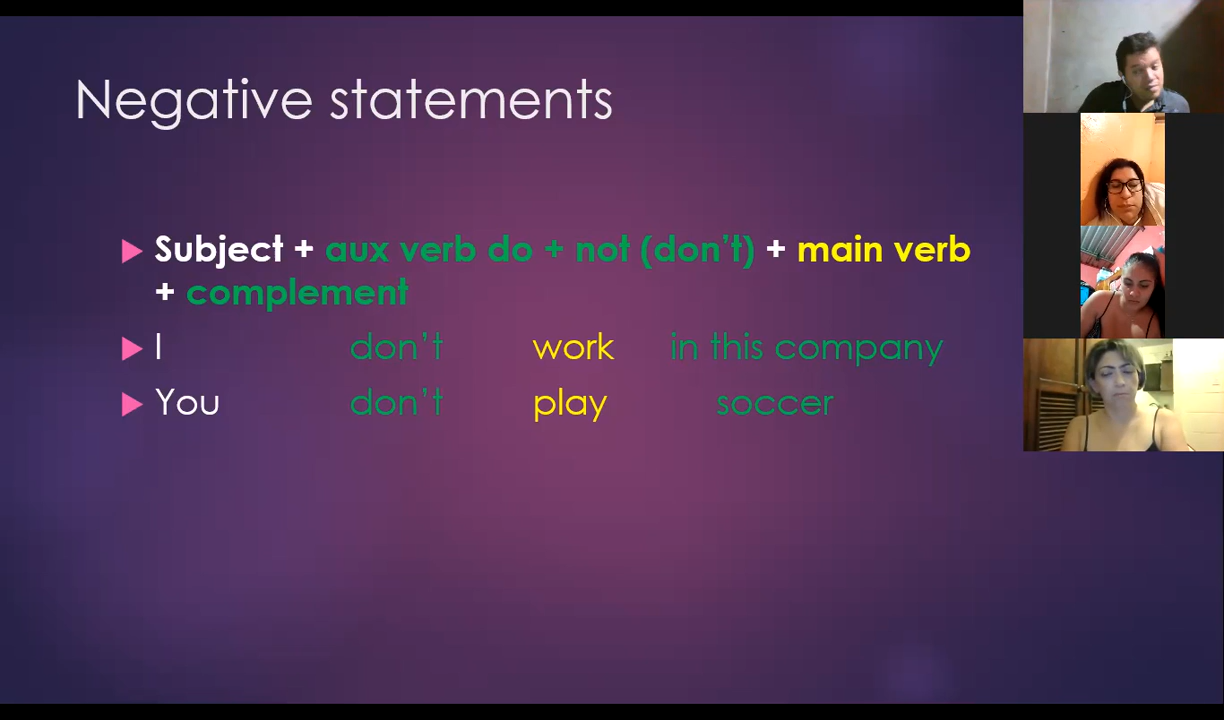 Negative statements
Subject + aux verb do + not (don't) + main verb
+ complement
I don't work in this company
You don't play soccer